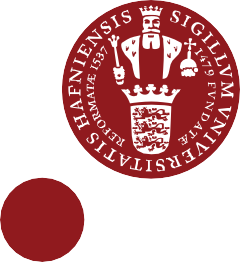 SIGILLVM VNIVERSITATIS HAFNIENSIS
FVNDATÆ 1479
REFORMATÆ 1537